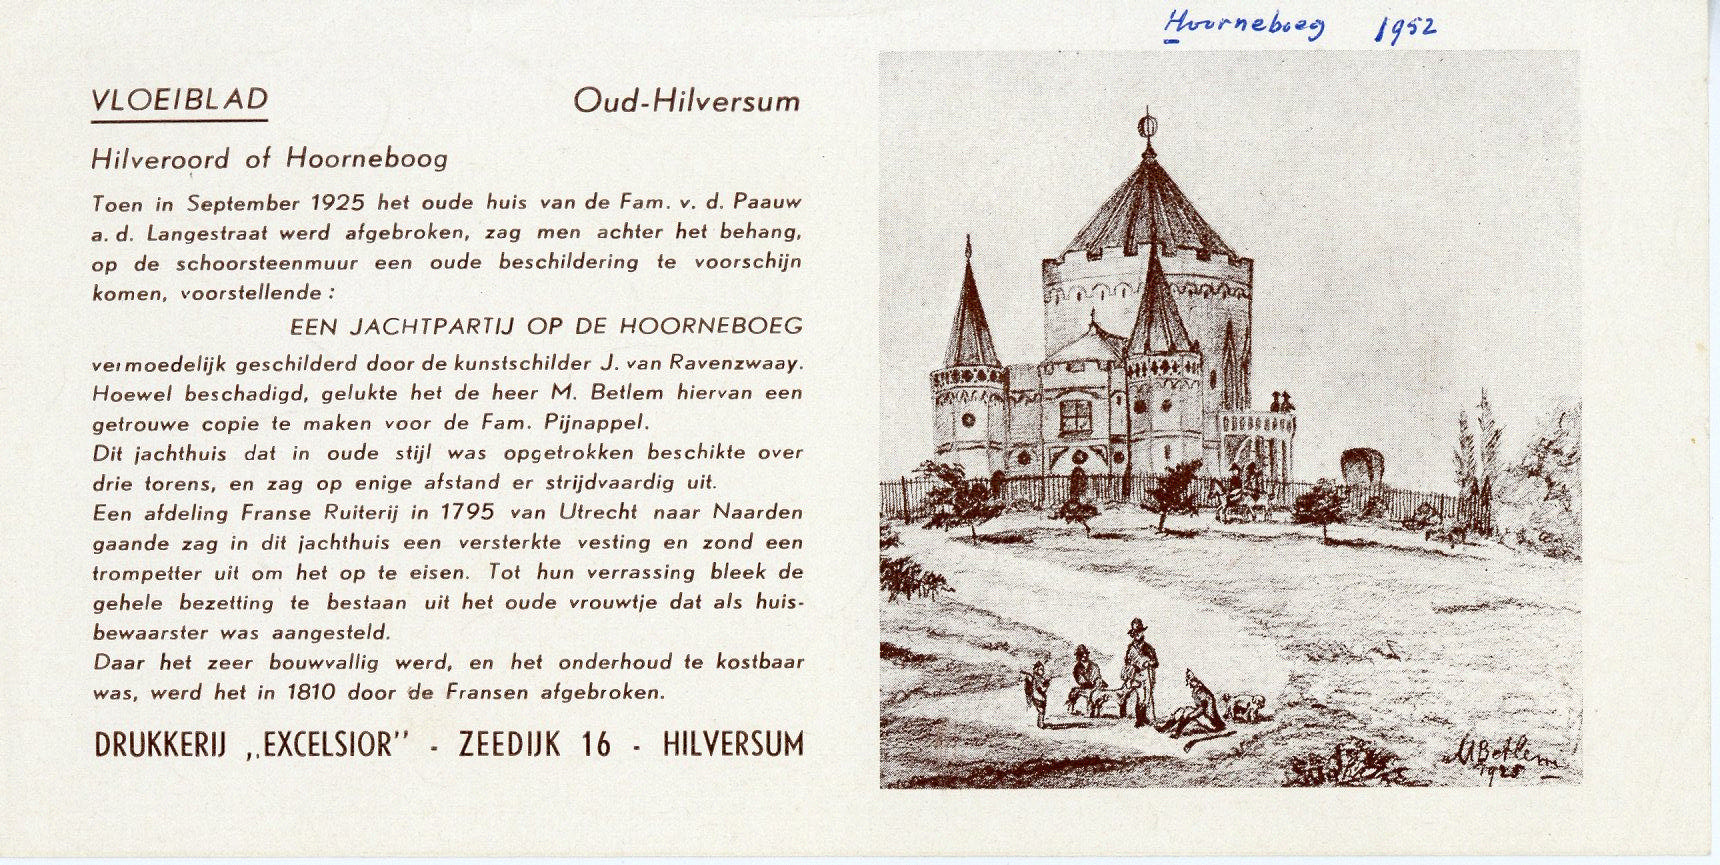 Hoorneboeg 1952
VLOEIBLAD Oud-Hilversum
Hilveroord of Hoorneboog
Toen in September 1925 het oude huis van de Fam. v. d. Paauw
a. d. Langestraat werd afgebroken, zag men achter het behang,
op de schoorsteenmuur een oude beschildering te voorschijn
komen, voorstellende :
EEN JACHTPARTIJ OP DE HOORNEBOEG
vermoedelijk geschilderd door de kunstschilder J. van Ravenzwaay.
Hoewel beschadigd, gelukte het de heer M. Betlem hiervan een
getrouwe copie te maken voor de Fam. Pijnappel.
Dit jachthuis dat in oude stijl was opgetrokken beschikte over
drie torens, en zag op enige afstand er strijdvaardig uit.
Een afdeling Franse Ruiterij in 1795 van Utrecht naar Naarden
gaande zag in dit jachthuis een versterkte vesting en zond een
trompetter uit om het op te eisen. Tot hun verrassing bleek de
gehele bezetting te bestaan uit het oude vrouwtje dat als huis-
bewaarster was aangesteld.
Daar het zeer bouwvallig werd, en het onderhoud te kostbaar
was, werd het in 1810 door de Fransen afgebroken.
DRUKKERIJ „EXCELSIOR" - ZEEDIJK 16 - HILVERSUM
MBetlem
1925